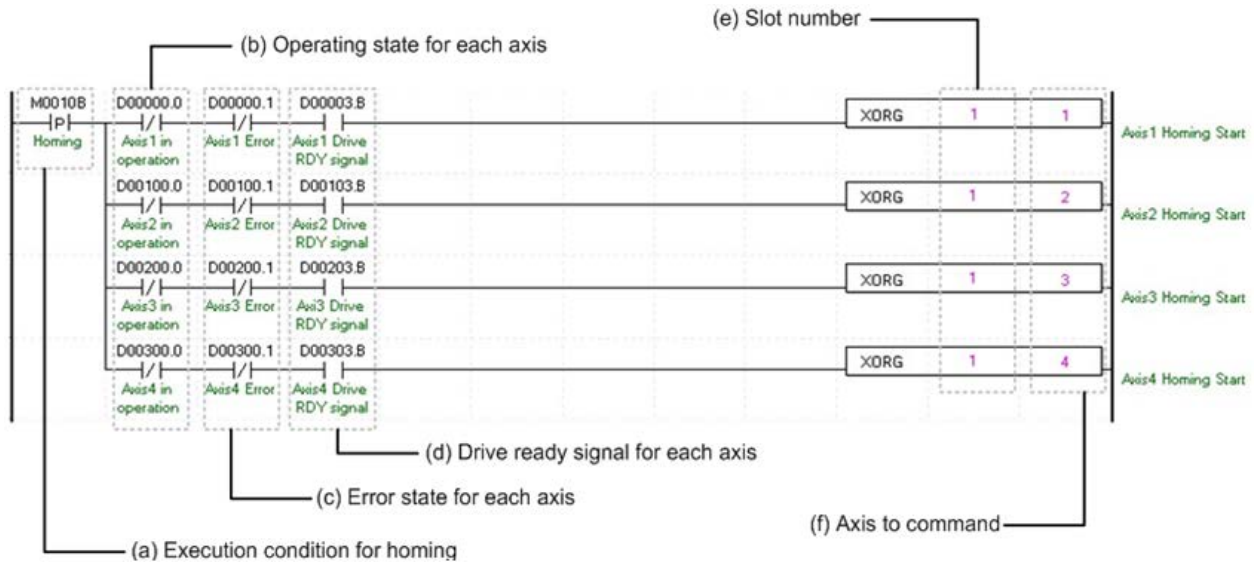 (e) Slot number
(b) Operating state for each axis
M0010B D00000.0 D00000.1 D00003.B
P XORG 1 1
Homing Axis1 in operation Axis1 Error Axis1 Drive RDY signal Axis1 Homing Start
D00100.0 D00100.1 D00103.B
XORG 1 2
Axis2 in operation Axis2 Error Axis2 Drive RDY signal Axis2 Homing Start
D00200.0 D00200.1 D00203.B
XORG 1 3
Axis3 in operation Axis3 Error Axi3 Drive RDY signal Axis3 Homing Start
D00300.0 D00300.1 D00303.B
XORG 1 4
Axis4 in operation Axis4 Error Axis4 Drive RDY signal Axis4 Homing Start
(d) Drive ready signal for each axis
(c) Error state for each axis
(f) Axis to command
(a) Execution condition for homing